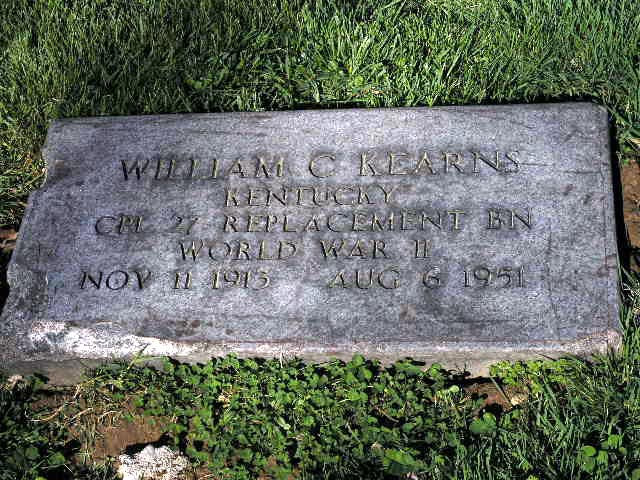 WILLIAM C KEARNS
KENTUCKY
CPL 27 REPLACEMENT BN
WORLD WAR II
NOV 11 1913 AUG 6 1951